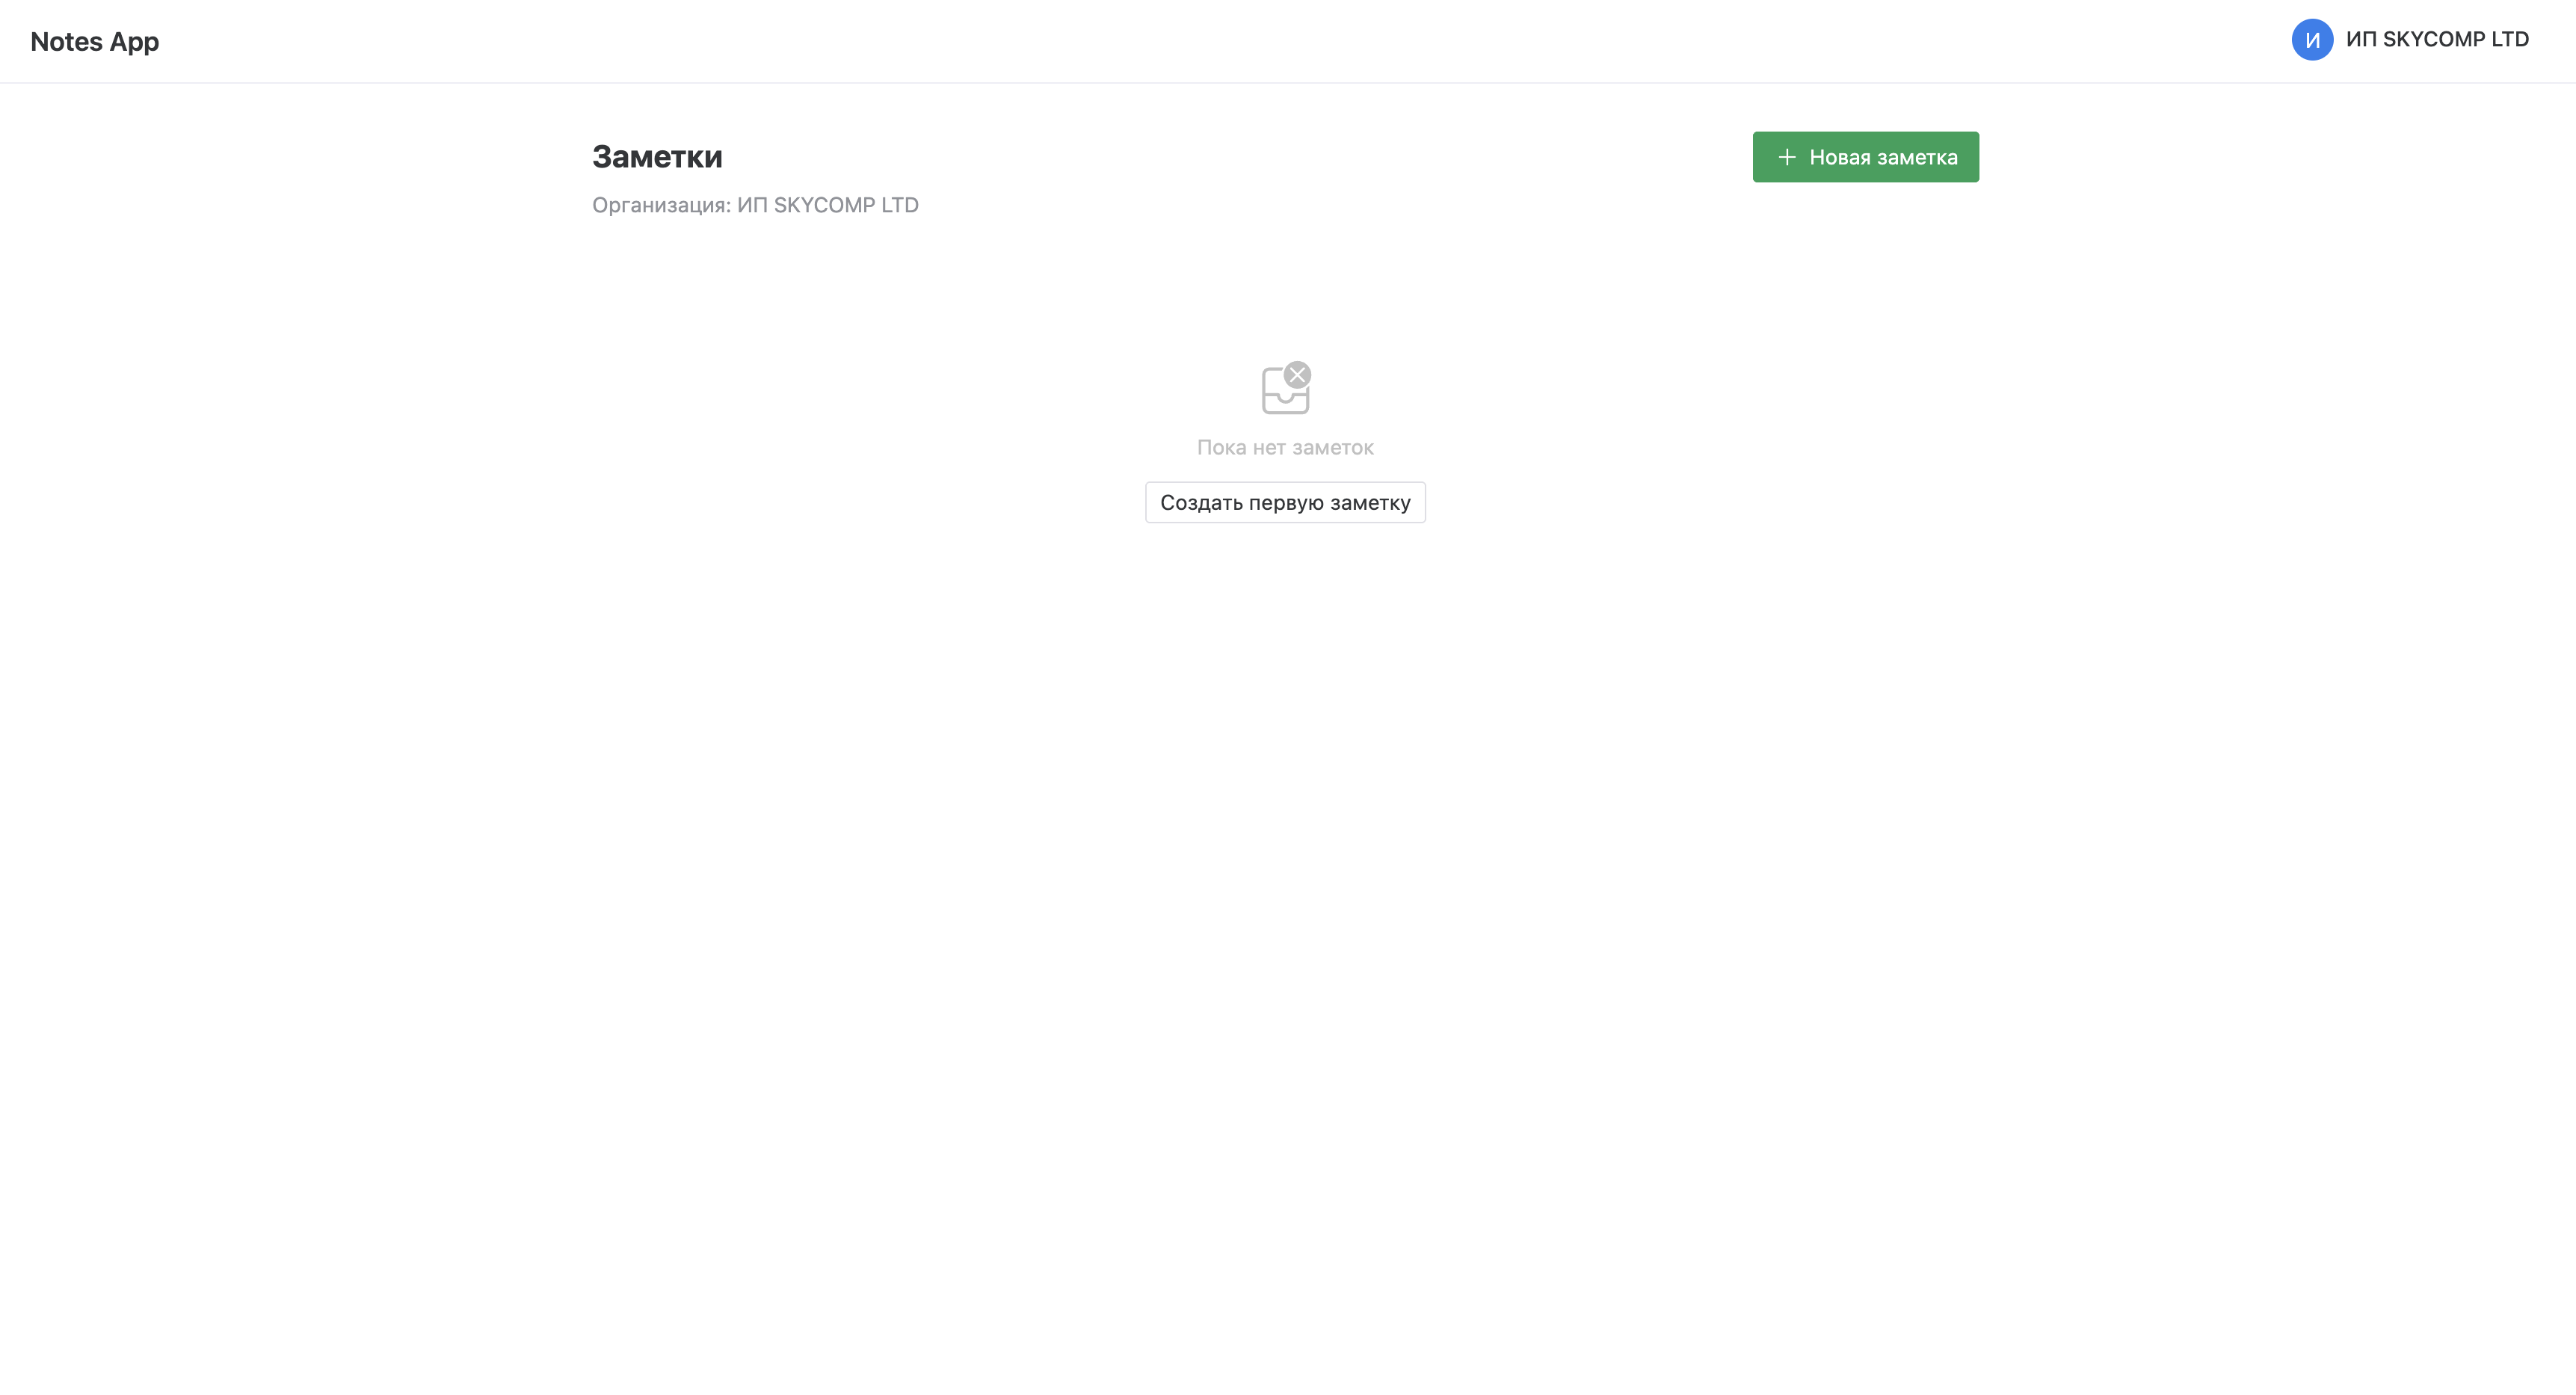 Notes App
И
ИП SKYCOMP LTD
Заметки
+ Новая заметка
Организация: ИП SKYCOMP LTD
Пока нет заметок
Создать первую заметку